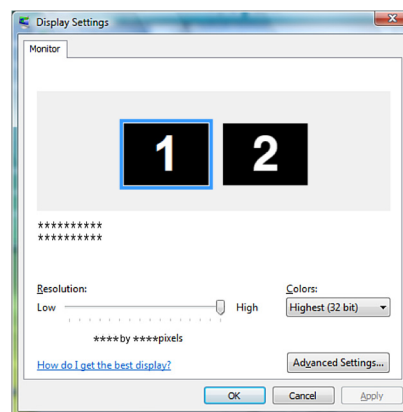 Display Settings
Monitor
1 2
**********
**********
Resolution:
Colors:
Low High Highest (32 bit)
**** by **** pixels
How do I get the best display? Advanced Settings...
OK Cancel Apply